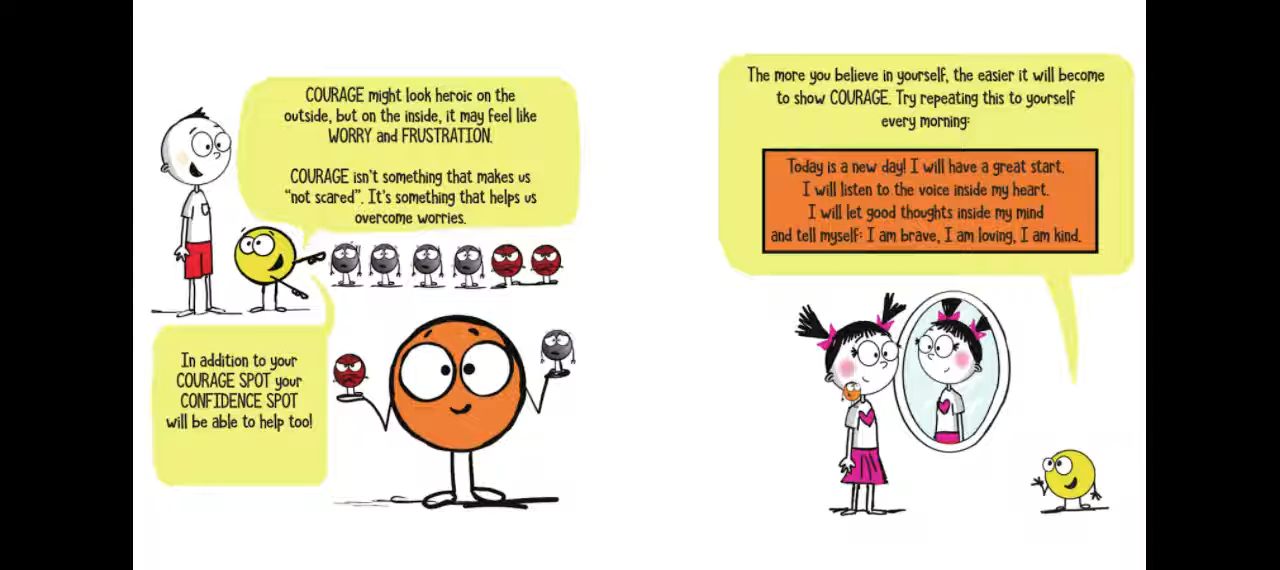 COURAGE might look heroic on the
outside, but on the inside, it may feel like
WORRY and FRUSTRATION.
COURAGE isn't something that makes us
"not scared". It's something that helps us
overcome worries.
In addition to your
COURAGE SPOT your
CONFIDENCE SPOT
will be able to help too!
The more you believe in yourself, the easier it will become
to show COURAGE. Try repeating this to yourself
every morning:
Today is a new day! I will have a great start.
I will listen to the voice inside my heart.
I will let good thoughts inside my mind
and tell myself: I am brave, I am loving, I am kind.